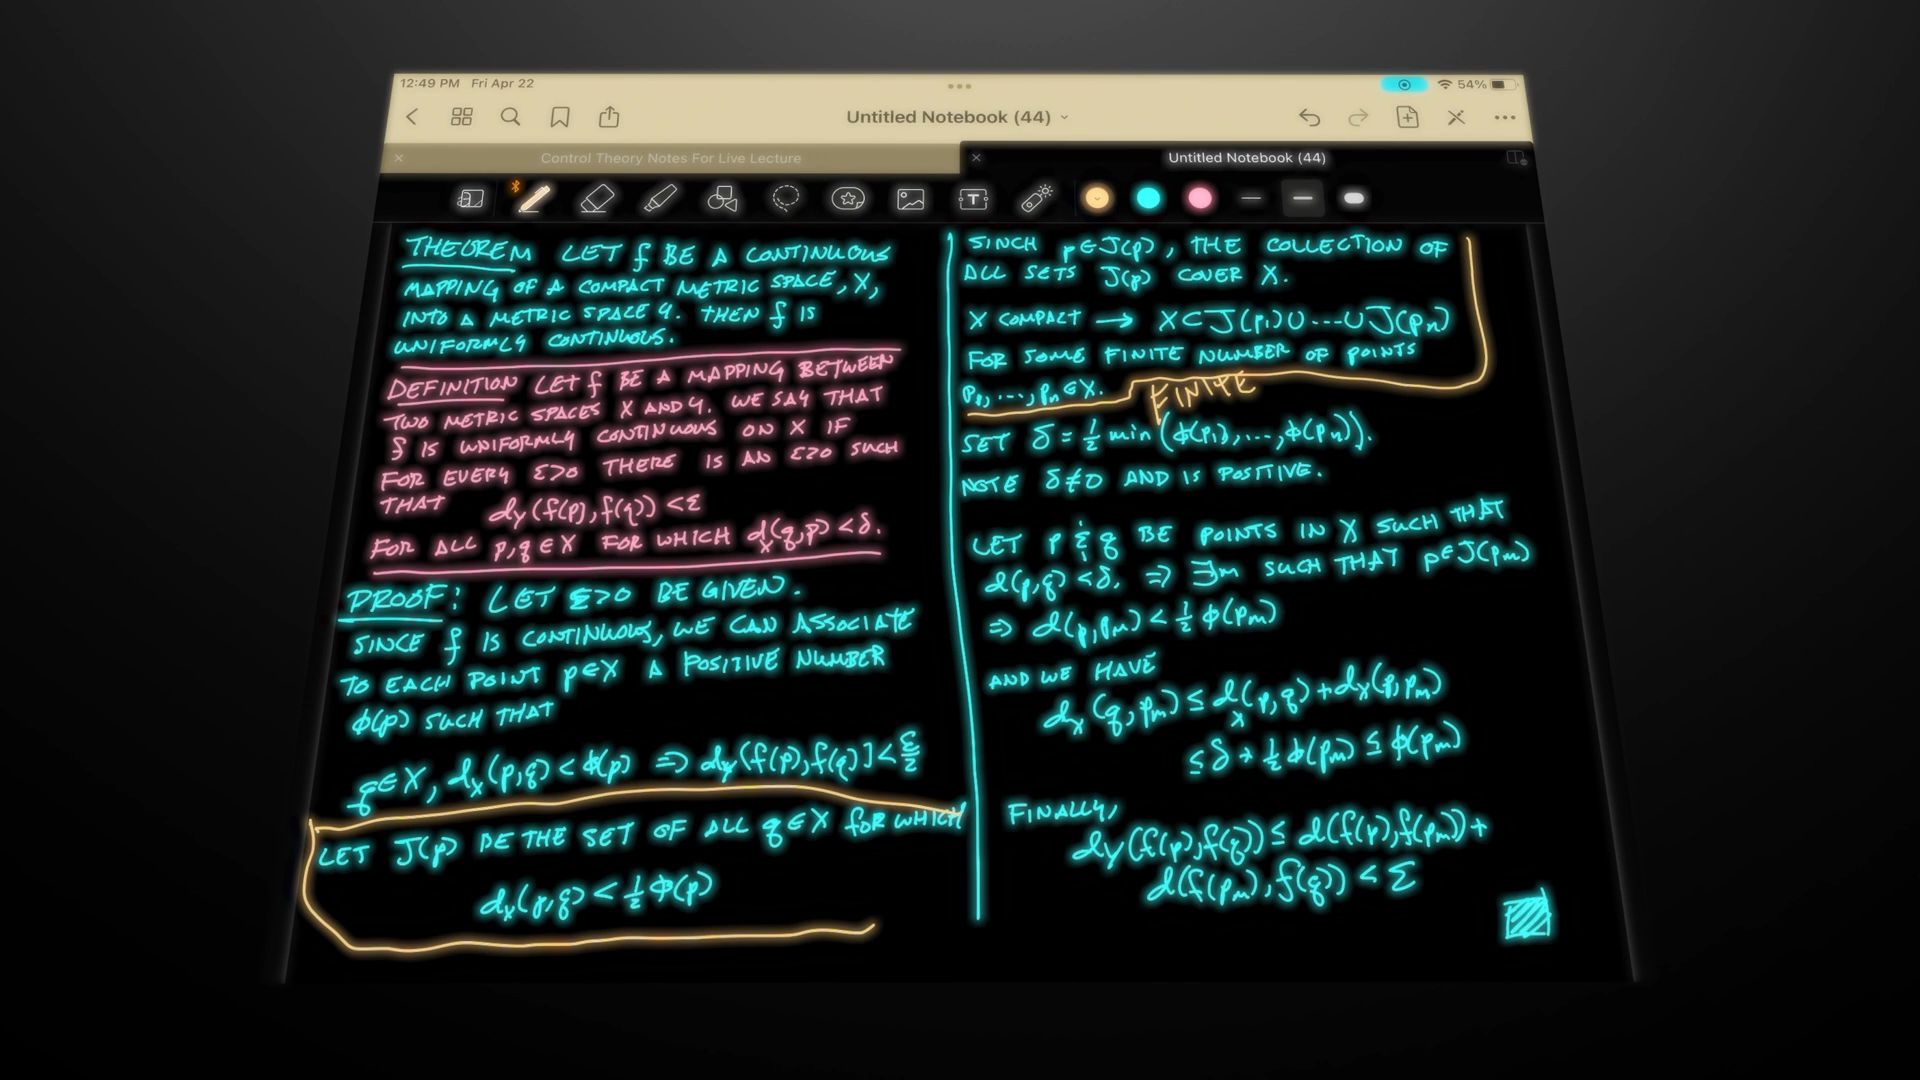 12:49 PM Fri Apr 22
54%
Untitled Notebook (44)
Control Theory Notes For Live Lecture
Untitled Notebook (44)
THEOREM LET f BE A CONTINUOUS
MAPPING OF A COMPACT METRIC SPACE, X,
INTO A METRIC SPACE Y. THEN f IS
UNIFORMLY CONTINUOUS.
DEFINITION LET f BE A MAPPING BETWEEN
TWO METRIC SPACES X AND Y. WE SAY THAT
f IS UNIFORMLY CONTINUOUS ON X IF
FOR EVERY Σ>0 THERE IS AN Σ>0 SUCH
THAT d_y(f(p), f(q)) < Σ
FOR ALL p,q ∈ X FOR WHICH d_x(q,p) < δ.
PROOF: LET Σ>0 BE GIVEN.
SINCE f IS CONTINUOUS, WE CAN ASSOCIATE
TO EACH POINT p∈X A POSITIVE NUMBER
ϕ(p) SUCH THAT
q∈X, d_x(p,q) < ϕ(p) ⇒ d_y(f(p), f(q)] < Σ/2
LET J(p) BE THE SET OF ALL q∈X FOR WHICH
d_x(p,q) < 1/2 ϕ(p)
SINCH p∈J(p), THE COLLECTION OF
ALL SETS J(p) COVER X.
X COMPACT → X⊂J(p₁)∪...∪J(pₙ)
FOR SOME FINITE NUMBER OF POINTS
p₁, ..., pₙ∈X.
FINITE
SET δ = 1/2 min (ϕ(p₁), ..., ϕ(pₙ)).
NOTE δ≠0 AND IS POSITIVE.
LET p & q BE POINTS IN X SUCH THAT
d(p,q) < δ. ⇒ ∃m SUCH THAT p∈J(pₘ)
⇒ d(p,pₘ) < 1/2 ϕ(pₘ)
AND WE HAVE
d_x(q,pₘ) ≤ d_x(p,q) + d_x(p,pₘ)
≤ δ + 1/2 ϕ(pₘ) ≤ ϕ(pₘ)
FINALLY,
d_y(f(p), f(q)) ≤ d(f(p), f(pₘ)) +
d(f(pₘ), f(q)) < Σ